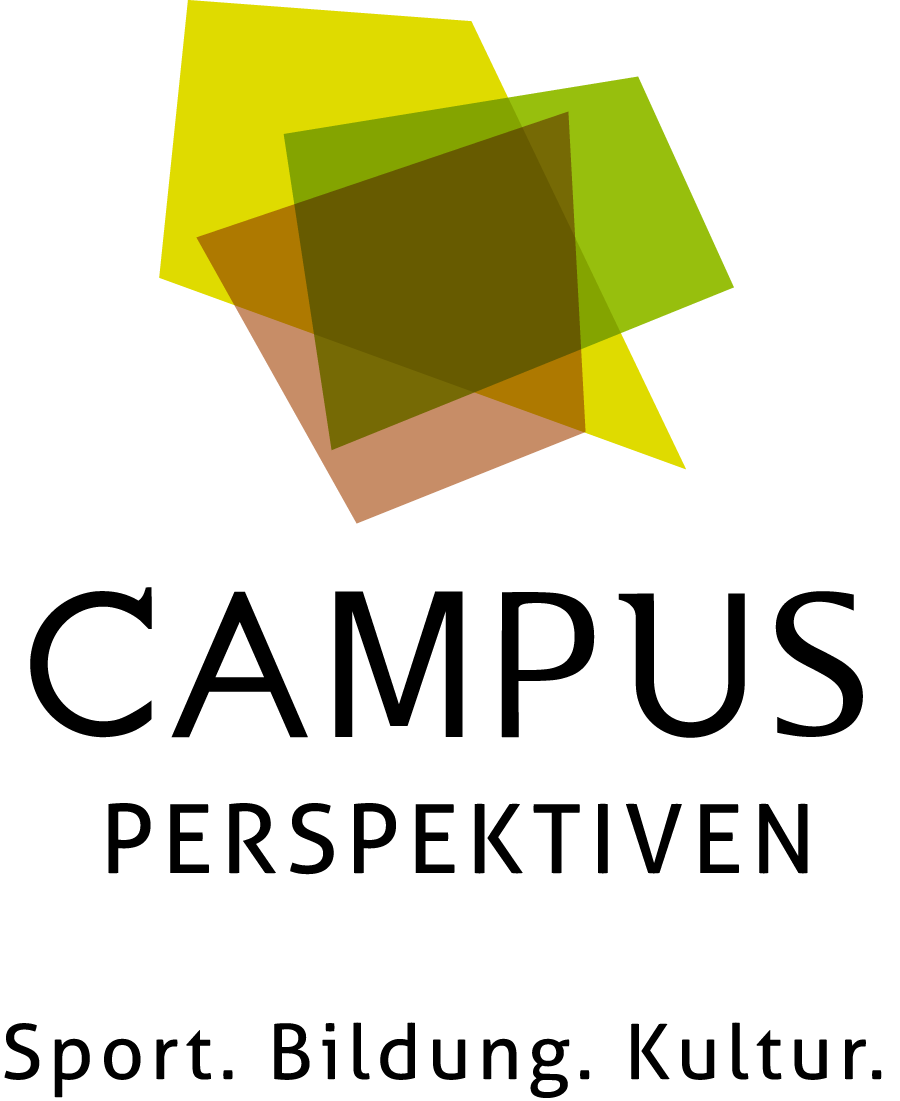 CAMPUS
PERSPEKTIVEN
Sport. Bildung. Kultur.